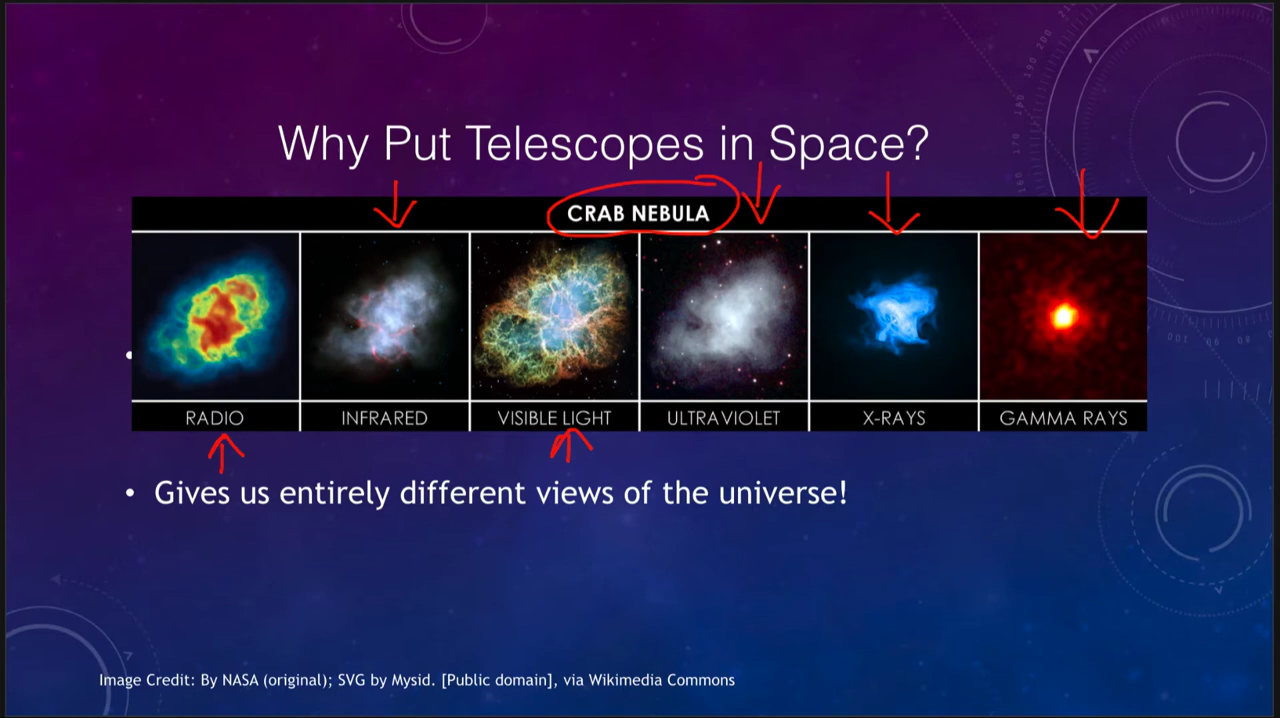 Why Put Telescopes in Space?
CRAB NEBULA
RADIO INFRARED VISIBLE LIGHT ULTRAVIOLET X-RAYS GAMMA RAYS
• Gives us entirely different views of the universe!
Image Credit: By NASA (original); SVG by Mysid. [Public domain], via Wikimedia Commons